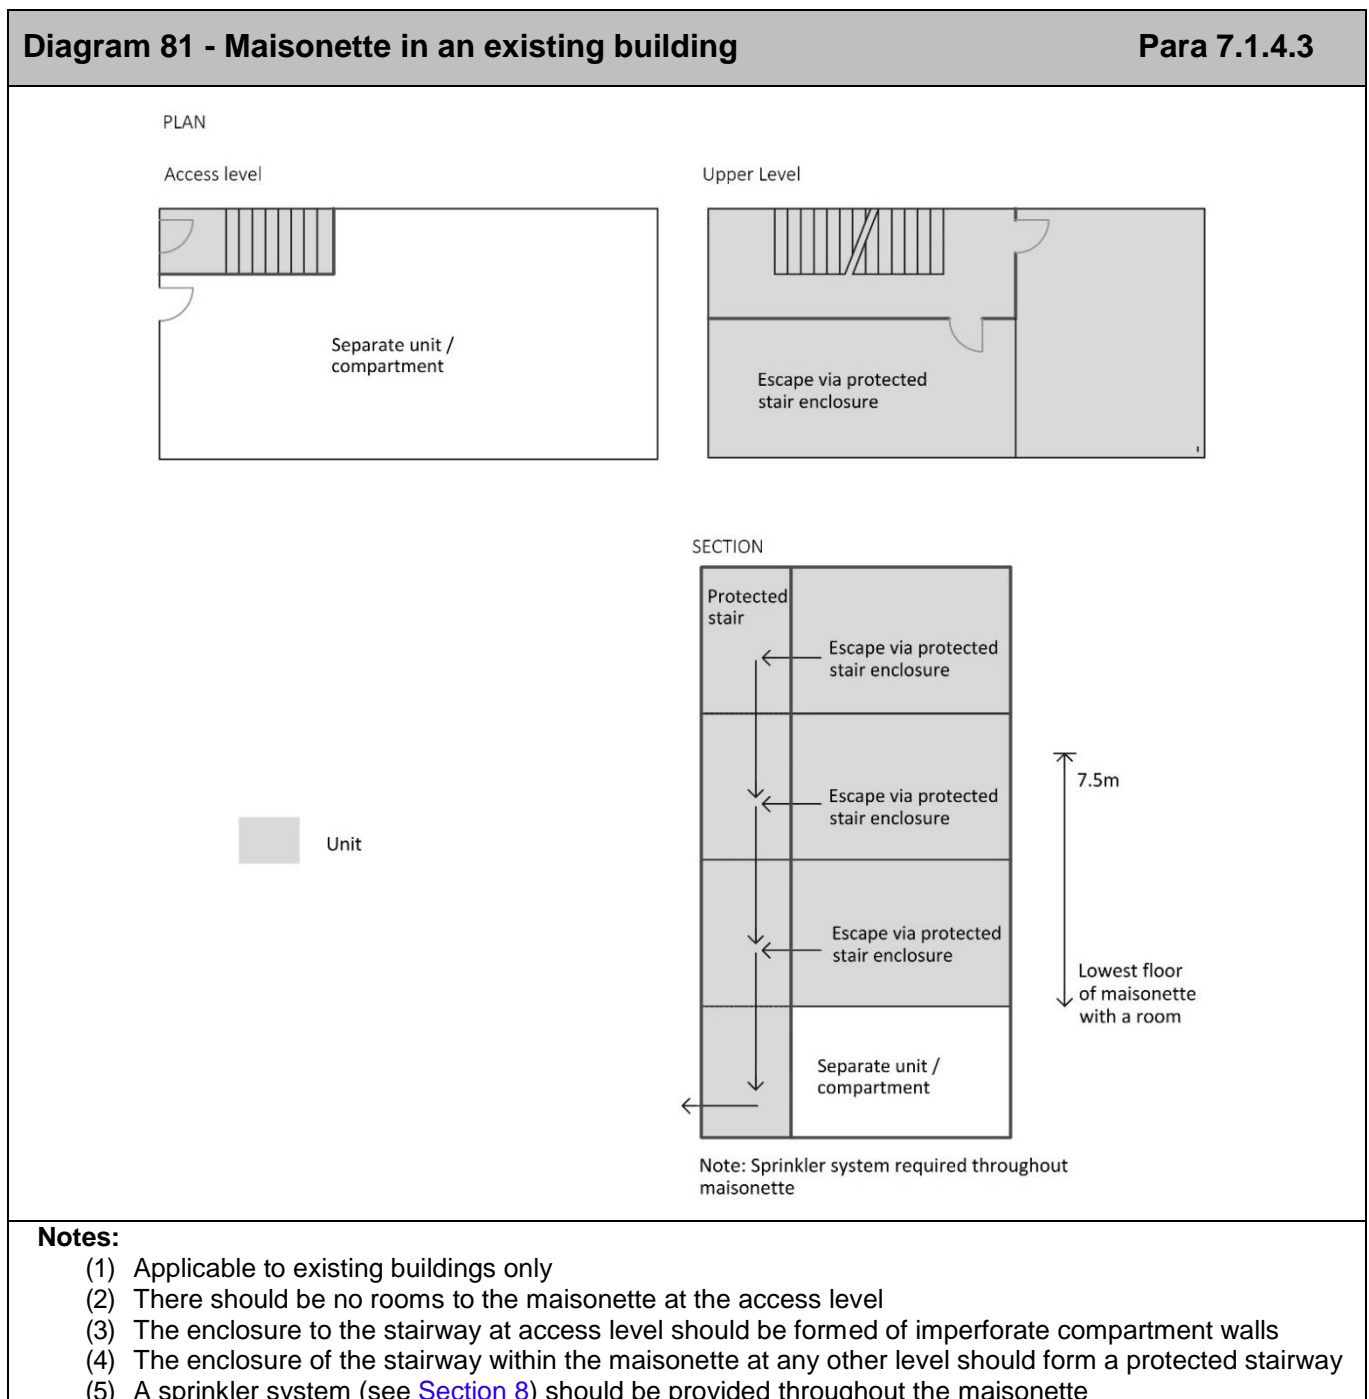 Diagram 81 - Maisonette in an existing building Para 7.1.4.3
PLAN
Access level
Upper Level
Separate unit /
compartment
Escape via protected
stair enclosure
SECTION
Protected
stair
Escape via protected
stair enclosure
7.5m
Escape via protected
stair enclosure
Unit
Escape via protected
stair enclosure
Lowest floor
of maisonette
with a room
Separate unit /
compartment
Note: Sprinkler system required throughout
maisonette
Notes:
(1) Applicable to existing buildings only
(2) There should be no rooms to the maisonette at the access level
(3) The enclosure to the stairway at access level should be formed of imperforate compartment walls
(4) The enclosure of the stairway within the maisonette at any other level should form a protected stairway
(5) A sprinkler system (see Section 8) should be provided throughout the maisonette